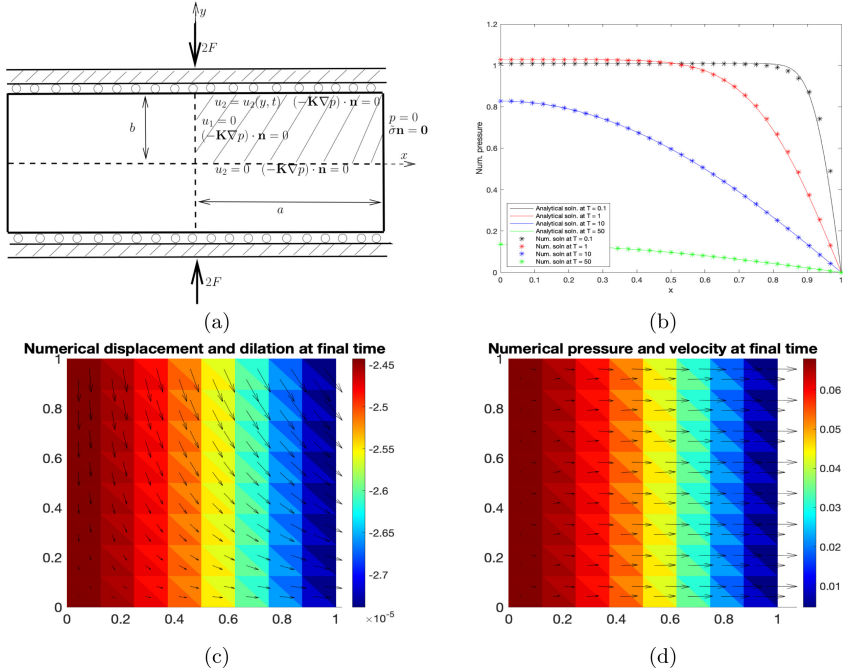 y
2F
u₂ = u₂(y, t) (−K∇p) · n = 0
b
u₁ = 0
p = 0
(−K∇p) · n = 0
σ̃n = 0
x
u₂ = 0 (−K∇p) · n = 0
a
2F
(a)
1.2
1
0.8
0.6
0.4
0.2
0
Num. pressure
Analytical soln. at T = 0.1
Analytical soln. at T = 1
Analytical soln. at T = 10
Analytical soln. at T = 50
Num. soln at T = 0.1
Num. soln at T = 1
Num. soln at T = 10
Num. soln at T = 50
0 0.1 0.2 0.3 0.4 0.5 0.6 0.7 0.8 0.9 1
x
(b)
Numerical displacement and dilation at final time
1
0.8
0.6
0.4
0.2
0
0.2 0.4 0.6 0.8 1
-2.45
-2.5
-2.55
-2.6
-2.65
-2.7
×10⁻⁵
(c)
Numerical pressure and velocity at final time
1
0.8
0.6
0.4
0.2
0
0.2 0.4 0.6 0.8 1
0.06
0.05
0.04
0.03
0.02
0.01
(d)